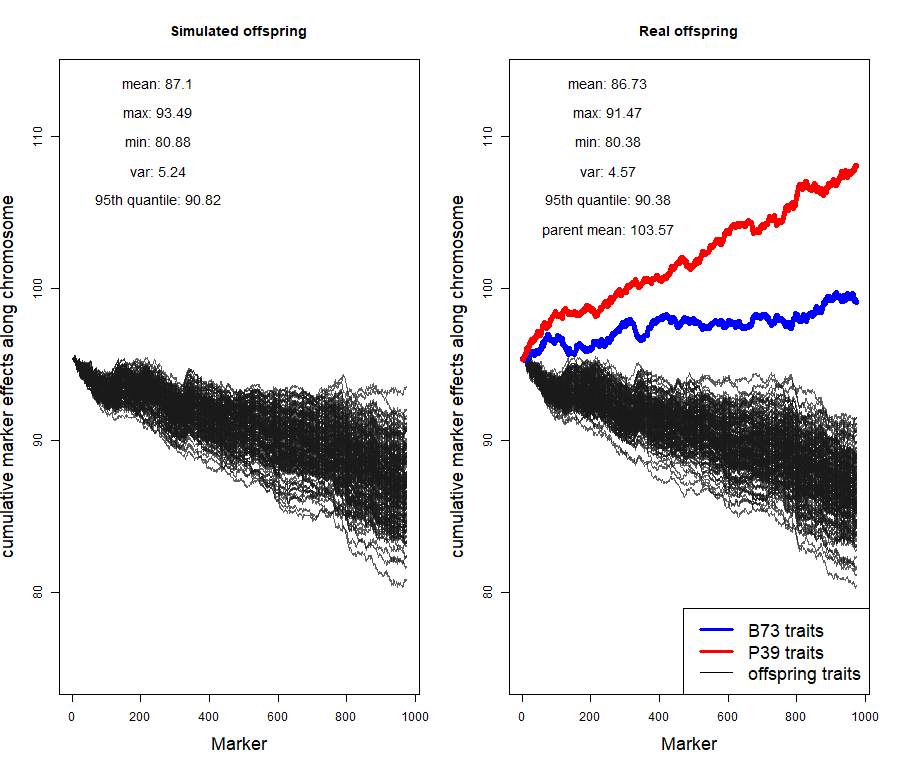 Simulated offspring
mean: 87.1
max: 93.49
min: 80.88
var: 5.24
95th quantile: 90.82
cumulative marker effects along chromosome
110
100
90
80
0 200 400 600 800 1000
Marker
Real offspring
mean: 86.73
max: 91.47
min: 80.38
var: 4.57
95th quantile: 90.38
parent mean: 103.57
cumulative marker effects along chromosome
110
100
90
80
B73 traits
P39 traits
offspring traits
0 200 400 600 800 1000
Marker